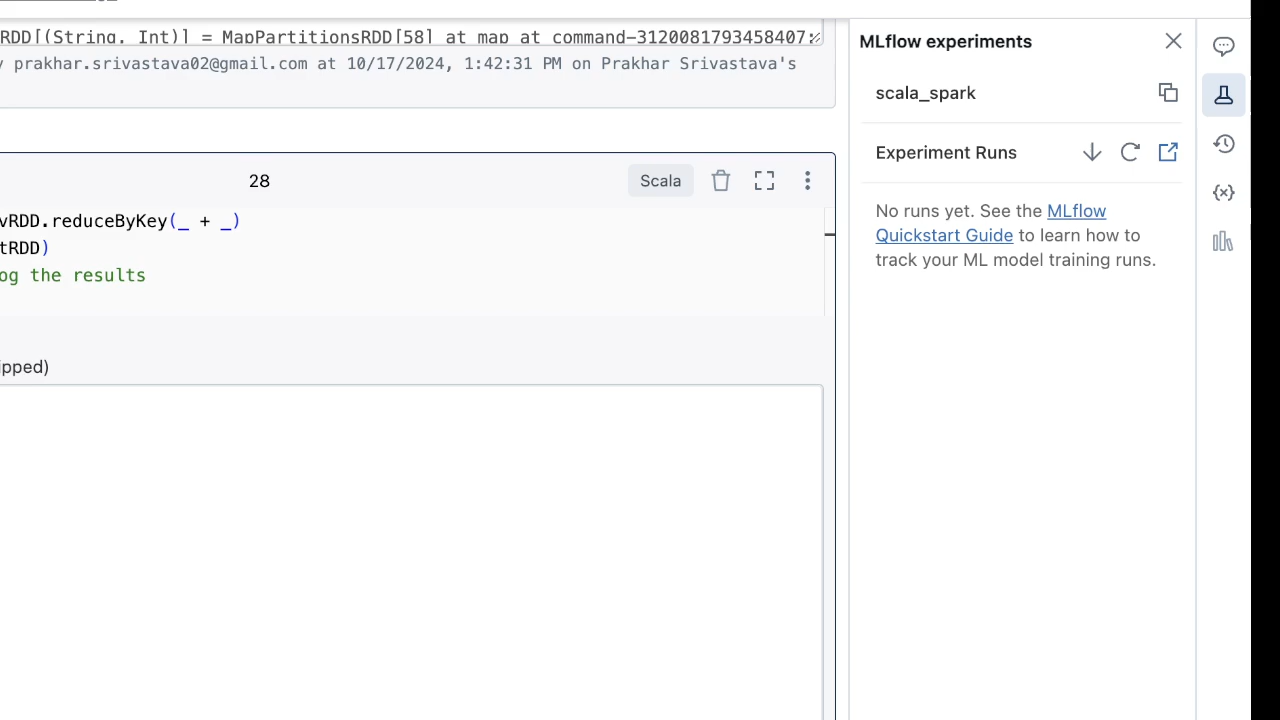 RDD[(String, Int)] = MapPartitionsRDD[58] at map at command-3120081793458407:
y prakhar.srivastava02@gmail.com at 10/17/2024, 1:42:31 PM on Prakhar Srivastava's
28
Scala
vRDD.reduceByKey(_ + _)
tRDD)
og the results
ipped)
MLflow experiments
scala_spark
Experiment Runs
No runs yet. See the MLflow
Quickstart Guide to learn how to
track your ML model training runs.